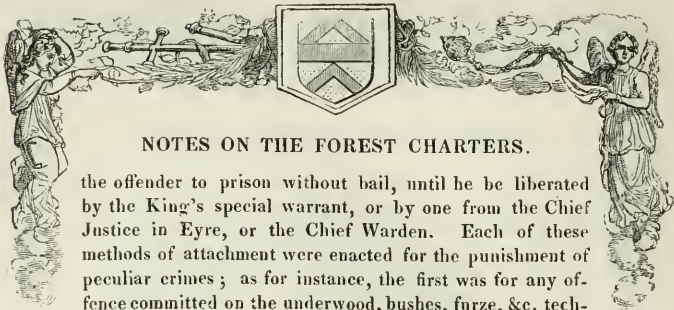 NOTES ON THE FOREST CHARTERS.
the offender to prison without bail, until he be liberated
by the King's special warrant, or by one from the Chief
Justice in Eyre, or the Chief Warden. Each of these
methods of attachment were enacted for the punishment of
peculiar crimes; as for instance, the first was for any of-
fence committed on the underwood, bushes, furze, &c. tech-